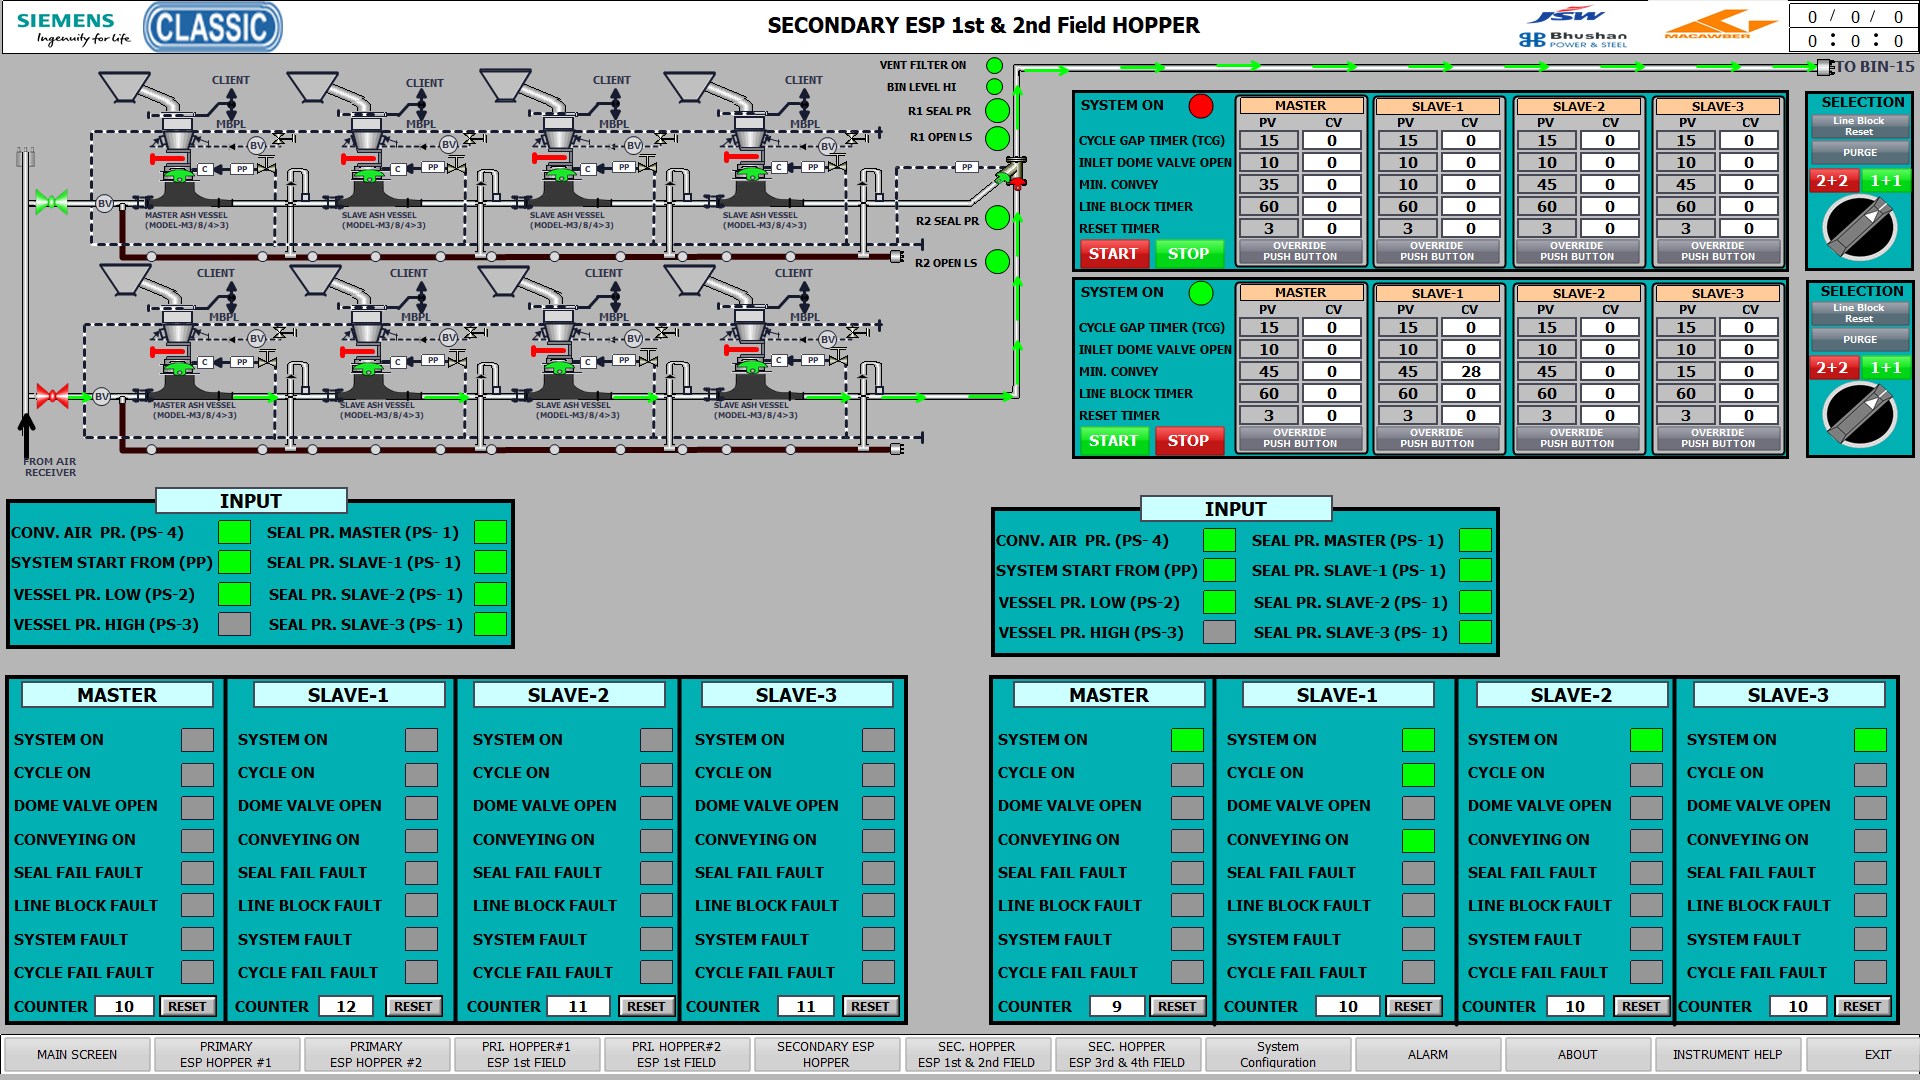 SIEMENS
Ingenuity for life
CLASSIC
SECONDARY ESP 1st & 2nd Field HOPPER
JSW
Bhushan
POWER & STEEL
MACAWBER
0 / 0 / 0
0 : 0 : 0
VENT FILTER ON
BIN LEVEL HI
R1 SEAL PR
R1 OPEN LS
R2 SEAL PR
R2 OPEN LS
TO BIN-15
CLIENT CLIENT CLIENT CLIENT
MBPL MBPL MBPL MBPL
BV BV BV BV
C PP C PP C PP C PP PP
BV
MASTER ASH VESSEL
(MODEL-M3/8/4>3)
SLAVE ASH VESSEL
(MODEL-M3/8/4>3)
SLAVE ASH VESSEL
(MODEL-M3/8/4>3)
SLAVE ASH VESSEL
(MODEL-M3/8/4>3)
CLIENT CLIENT CLIENT CLIENT
MBPL MBPL MBPL MBPL
BV BV BV BV
C PP C PP C PP C PP
BV
MASTER ASH VESSEL
(MODEL-M3/8/4>3)
SLAVE ASH VESSEL
(MODEL-M3/8/4>3)
SLAVE ASH VESSEL
(MODEL-M3/8/4>3)
SLAVE ASH VESSEL
(MODEL-M3/8/4>3)
FROM AIR
RECEIVER
SYSTEM ON MASTER SLAVE-1 SLAVE-2 SLAVE-3
PV CV PV CV PV CV PV CV
CYCLE GAP TIMER (TCG) 15 0 15 0 15 0 15 0
INLET DOME VALVE OPEN 10 0 10 0 10 0 10 0
MIN. CONVEY 35 0 10 0 45 0 45 0
LINE BLOCK TIMER 60 0 60 0 60 0 60 0
RESET TIMER 3 0 3 0 3 0 3 0
START STOP
OVERRIDE PUSH BUTTON
OVERRIDE PUSH BUTTON
OVERRIDE PUSH BUTTON
OVERRIDE PUSH BUTTON
SELECTION
Line Block
Reset
PURGE
2+2 1+1
SYSTEM ON MASTER SLAVE-1 SLAVE-2 SLAVE-3
PV CV PV CV PV CV PV CV
CYCLE GAP TIMER (TCG) 15 0 15 0 15 0 15 0
INLET DOME VALVE OPEN 10 0 10 0 10 0 10 0
MIN. CONVEY 45 0 45 28 45 0 15 0
LINE BLOCK TIMER 60 0 60 0 60 0 60 0
RESET TIMER 3 0 3 0 3 0 3 0
START STOP
OVERRIDE PUSH BUTTON
OVERRIDE PUSH BUTTON
OVERRIDE PUSH BUTTON
OVERRIDE PUSH BUTTON
SELECTION
Line Block
Reset
PURGE
2+2 1+1
INPUT
CONV. AIR PR. (PS- 4) SEAL PR. MASTER (PS- 1)
SYSTEM START FROM (PP) SEAL PR. SLAVE-1 (PS- 1)
VESSEL PR. LOW (PS-2) SEAL PR. SLAVE-2 (PS- 1)
VESSEL PR. HIGH (PS-3) SEAL PR. SLAVE-3 (PS- 1)
INPUT
CONV. AIR PR. (PS- 4) SEAL PR. MASTER (PS- 1)
SYSTEM START FROM (PP) SEAL PR. SLAVE-1 (PS- 1)
VESSEL PR. LOW (PS-2) SEAL PR. SLAVE-2 (PS- 1)
VESSEL PR. HIGH (PS-3) SEAL PR. SLAVE-3 (PS- 1)
MASTER SLAVE-1 SLAVE-2 SLAVE-3
SYSTEM ON SYSTEM ON SYSTEM ON SYSTEM ON
CYCLE ON CYCLE ON CYCLE ON CYCLE ON
DOME VALVE OPEN DOME VALVE OPEN DOME VALVE OPEN DOME VALVE OPEN
CONVEYING ON CONVEYING ON CONVEYING ON CONVEYING ON
SEAL FAIL FAULT SEAL FAIL FAULT SEAL FAIL FAULT SEAL FAIL FAULT
LINE BLOCK FAULT LINE BLOCK FAULT LINE BLOCK FAULT LINE BLOCK FAULT
SYSTEM FAULT SYSTEM FAULT SYSTEM FAULT SYSTEM FAULT
CYCLE FAIL FAULT CYCLE FAIL FAULT CYCLE FAIL FAULT CYCLE FAIL FAULT
COUNTER 10 RESET COUNTER 12 RESET COUNTER 11 RESET COUNTER 11 RESET
MASTER SLAVE-1 SLAVE-2 SLAVE-3
SYSTEM ON SYSTEM ON SYSTEM ON SYSTEM ON
CYCLE ON CYCLE ON CYCLE ON CYCLE ON
DOME VALVE OPEN DOME VALVE OPEN DOME VALVE OPEN DOME VALVE OPEN
CONVEYING ON CONVEYING ON CONVEYING ON CONVEYING ON
SEAL FAIL FAULT SEAL FAIL FAULT SEAL FAIL FAULT SEAL FAIL FAULT
LINE BLOCK FAULT LINE BLOCK FAULT LINE BLOCK FAULT LINE BLOCK FAULT
SYSTEM FAULT SYSTEM FAULT SYSTEM FAULT SYSTEM FAULT
CYCLE FAIL FAULT CYCLE FAIL FAULT CYCLE FAIL FAULT CYCLE FAIL FAULT
COUNTER 9 RESET COUNTER 10 RESET COUNTER 10 RESET COUNTER 10 RESET
MAIN SCREEN
PRIMARY
ESP HOPPER #1
PRIMARY
ESP HOPPER #2
PRI. HOPPER#1
ESP 1st FIELD
PRI. HOPPER#2
ESP 1st FIELD
SECONDARY ESP
HOPPER
SEC. HOPPER
ESP 1st & 2nd FIELD
SEC. HOPPER
ESP 3rd & 4th FIELD
System
Configuration
ALARM
ABOUT
INSTRUMENT HELP
EXIT